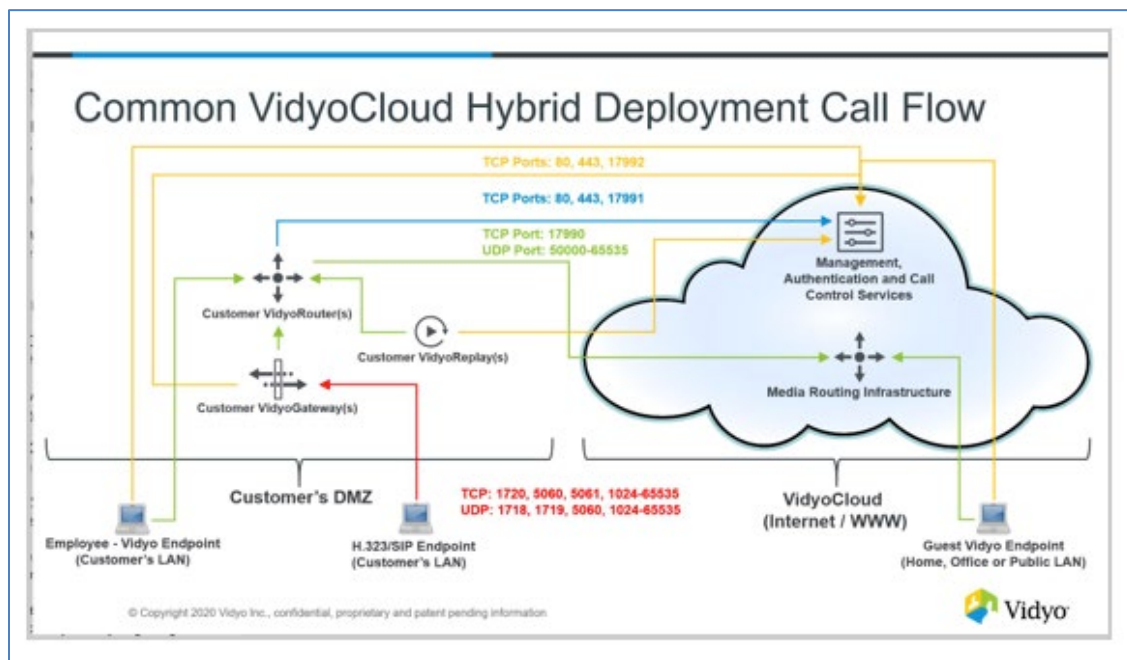 Common VidyoCloud Hybrid Deployment Call Flow
TCP Ports: 80, 443, 17992
TCP Ports: 80, 443, 17991
TCP Port: 17990
UDP Port: 50000-65535
Management,
Authentication and Call
Control Services
Customer VidyoRouter(s)
Customer VidyoReplay(s)
Media Routing Infrastructure
Customer VidyoGateway(s)
Customer's DMZ
TCP: 1720, 5060, 5061, 1024-65535
UDP: 1718, 1719, 5060, 1024-65535
VidyoCloud
(Internet / WWW)
Employee - Vidyo Endpoint
(Customer's LAN)
H.323/SIP Endpoint
(Customer's LAN)
Guest Vidyo Endpoint
(Home, Office or Public LAN)
© Copyright 2020 Vidyo Inc., confidential, proprietary and patent pending information
Vidyo